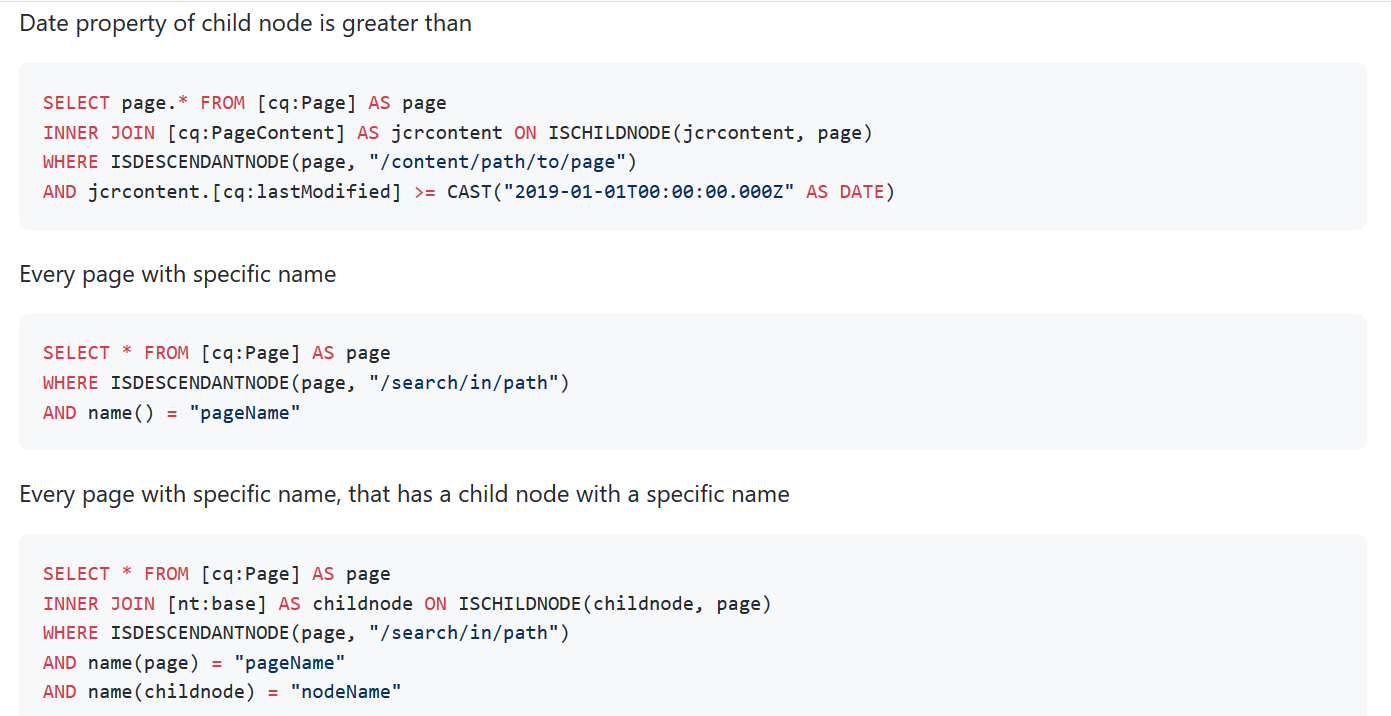 Date property of child node is greater than
SELECT page.* FROM [cq:Page] AS page
INNER JOIN [cq:PageContent] AS jcrcontent ON ISCHILDNODE(jcrcontent, page)
WHERE ISDESCENDANTNODE(page, "/content/path/to/page")
AND jcrcontent.[cq:lastModified] >= CAST("2019-01-01T00:00:00.000Z" AS DATE)
Every page with specific name
SELECT * FROM [cq:Page] AS page
WHERE ISDESCENDANTNODE(page, "/search/in/path")
AND name() = "pageName"
Every page with specific name, that has a child node with a specific name
SELECT * FROM [cq:Page] AS page
INNER JOIN [nt:base] AS childnode ON ISCHILDNODE(childnode, page)
WHERE ISDESCENDANTNODE(page, "/search/in/path")
AND name(page) = "pageName"
AND name(childnode) = "nodeName"